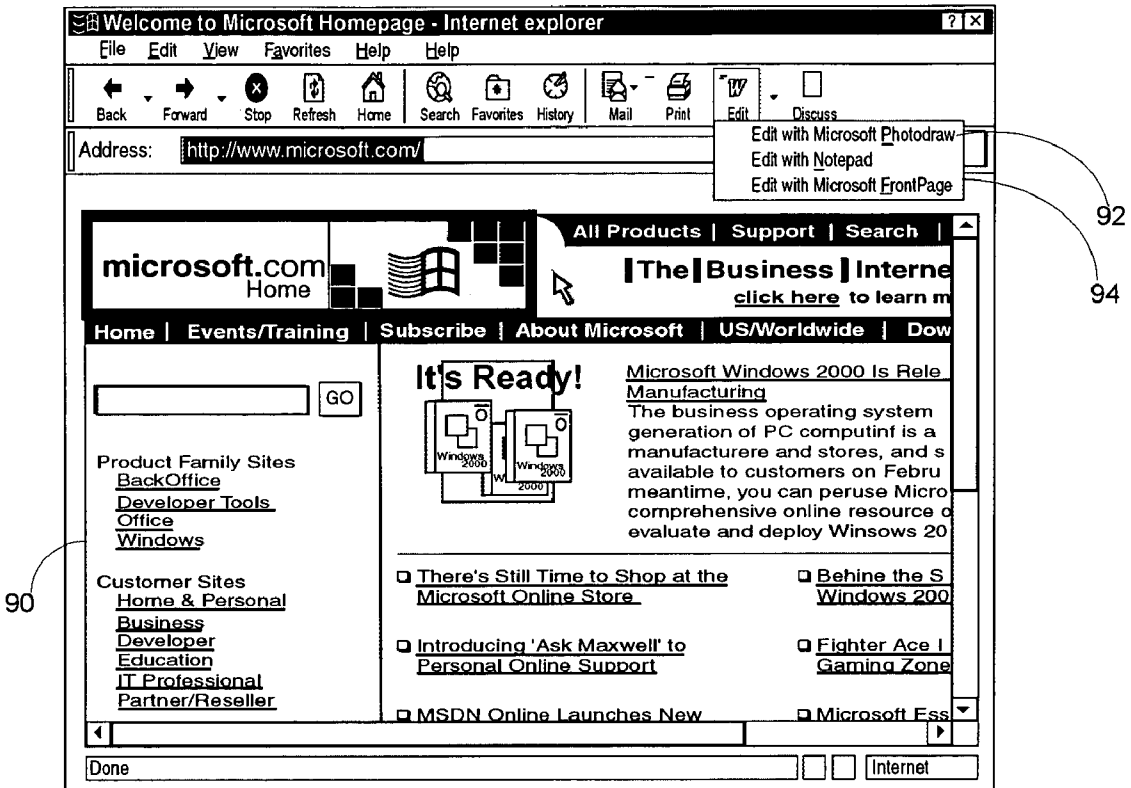 Welcome to Microsoft Homepage - Internet explorer ? X
File Edit View Favorites Help Help
Back Forward Stop Refresh Home Search Favorites History Mail Print Edit Discuss
Edit with Microsoft Photodraw
Address: http://www.microsoft.com/
Edit with Notepad
Edit with Microsoft FrontPage
92
94
All Products | Support | Search |
microsoft.com
Home
The Business Interne
click here to learn m
Home | Events/Training | Subscribe | About Microsoft | US/Worldwide | Dow
GO
Product Family Sites
BackOffice
Developer Tools
Office
Windows
Customer Sites
Home & Personal
Business
Developer
Education
IT Professional
Partner/Reseller
90
It's Ready!
Windows
2000
Windows
2000
W
2000
Microsoft Windows 2000 Is Rele
Manufacturing
The business operating system
generation of PC computinf is a
manufacturere and stores, and s
available to customers on Febru
meantime, you can peruse Micro
comprehensive online resource o
evaluate and deploy Winsows 20
There's Still Time to Shop at the
Microsoft Online Store
Behine the S
Windows 200
Introducing 'Ask Maxwell' to
Personal Online Support
Fighter Ace I
Gaming Zone
MSDN Online Launches New
Microsoft Ess
Done
Internet